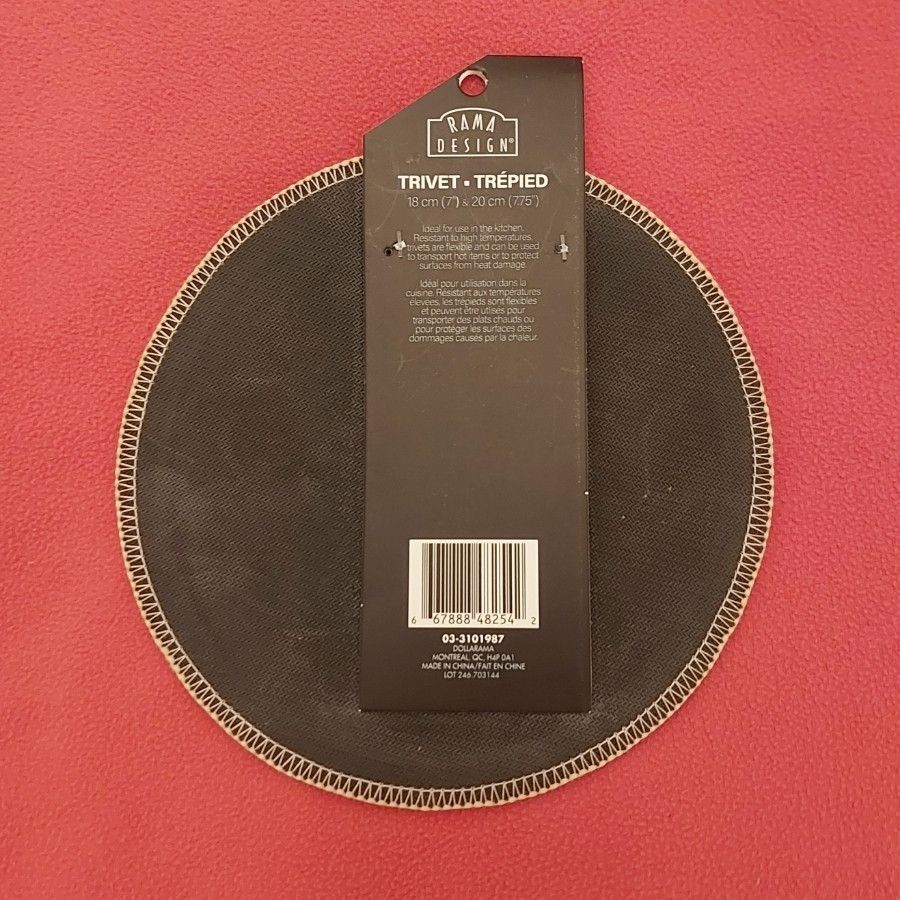 RAMA
DESIGN®
TRIVET ▪ TRÉPIED
18 cm (7") & 20 cm (7.75")
Ideal for use in the kitchen.
Resistant to high temperatures,
trivets are flexible and can be used
to transport hot items or to protect
surfaces from heat damage.
Idéal pour utilisation dans la
cuisine. Résistant aux températures
élevées, les trépieds sont flexibles
et peuvent être utilisés pour
transporter des plats chauds ou
pour protéger les surfaces des
dommages causés par la chaleur.
6 67888 48254 2
03-3101987
DOLLARAMA
MONTREAL, QC, H4P 0A1
MADE IN CHINA/FAIT EN CHINE
LOT 246.703144